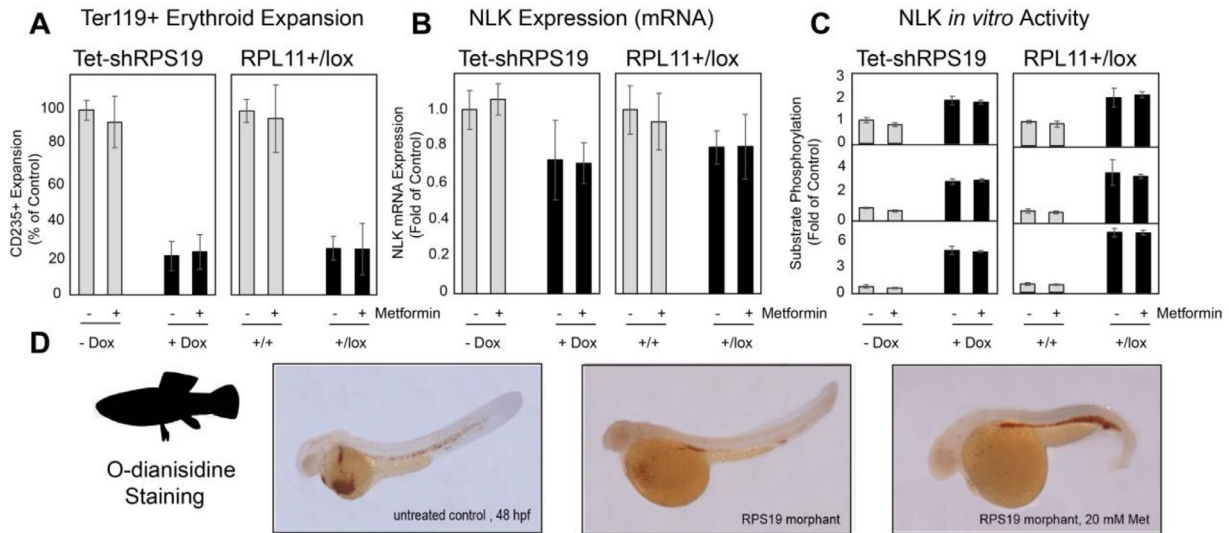 A Ter119+ Erythroid Expansion
Tet-shRPS19 RPL11+/lox
CD235+ Expansion
(% of Control)
100
80
60
40
20
0
- + - + - + - + Metformin
- Dox + Dox +/+ +/lox
B NLK Expression (mRNA)
Tet-shRPS19 RPL11+/lox
NLK mRNA Expression
(Fold of Control)
1.0
0.8
0.6
0.4
0.2
0
- + - + - + - + Metformin
- Dox + Dox +/+ +/lox
C NLK in vitro Activity
Tet-shRPS19 RPL11+/lox
Substrate Phosphorylation
(Fold of Control)
3
2
1
0
4
2
0
6
3
0
- + - + - + - + Metformin
- Dox + Dox +/+ +/lox
D
O-dianisidine
Staining
untreated control , 48 hpf
RPS19 morphant
RPS19 morphant, 20 mM Met